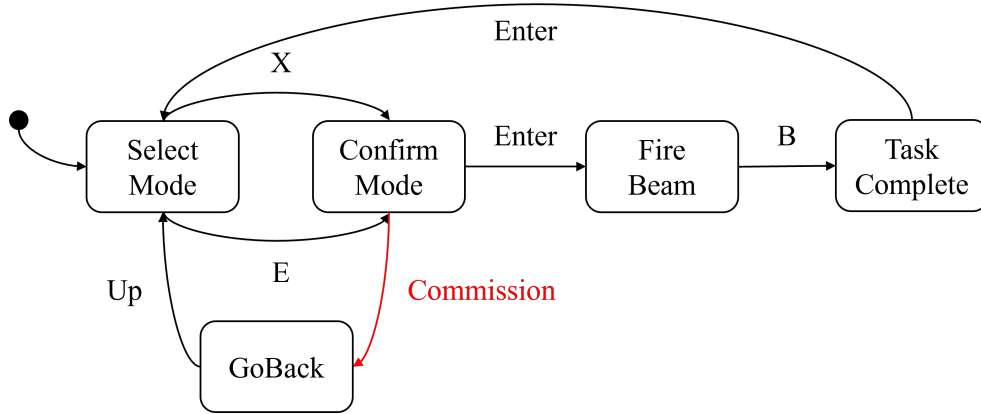 Enter
X
Select
Mode
Confirm
Mode
Enter
Fire
Beam
B
Task
Complete
Up
E
Commission
GoBack